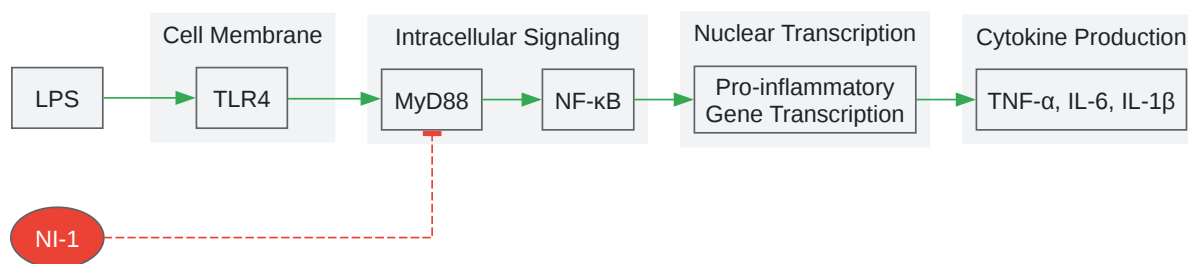 Cell Membrane
Intracellular Signaling
Nuclear Transcription
Cytokine Production
LPS
TLR4
MyD88
NF-κB
Pro-inflammatory
Gene Transcription
TNF-α, IL-6, IL-1β
NI-1